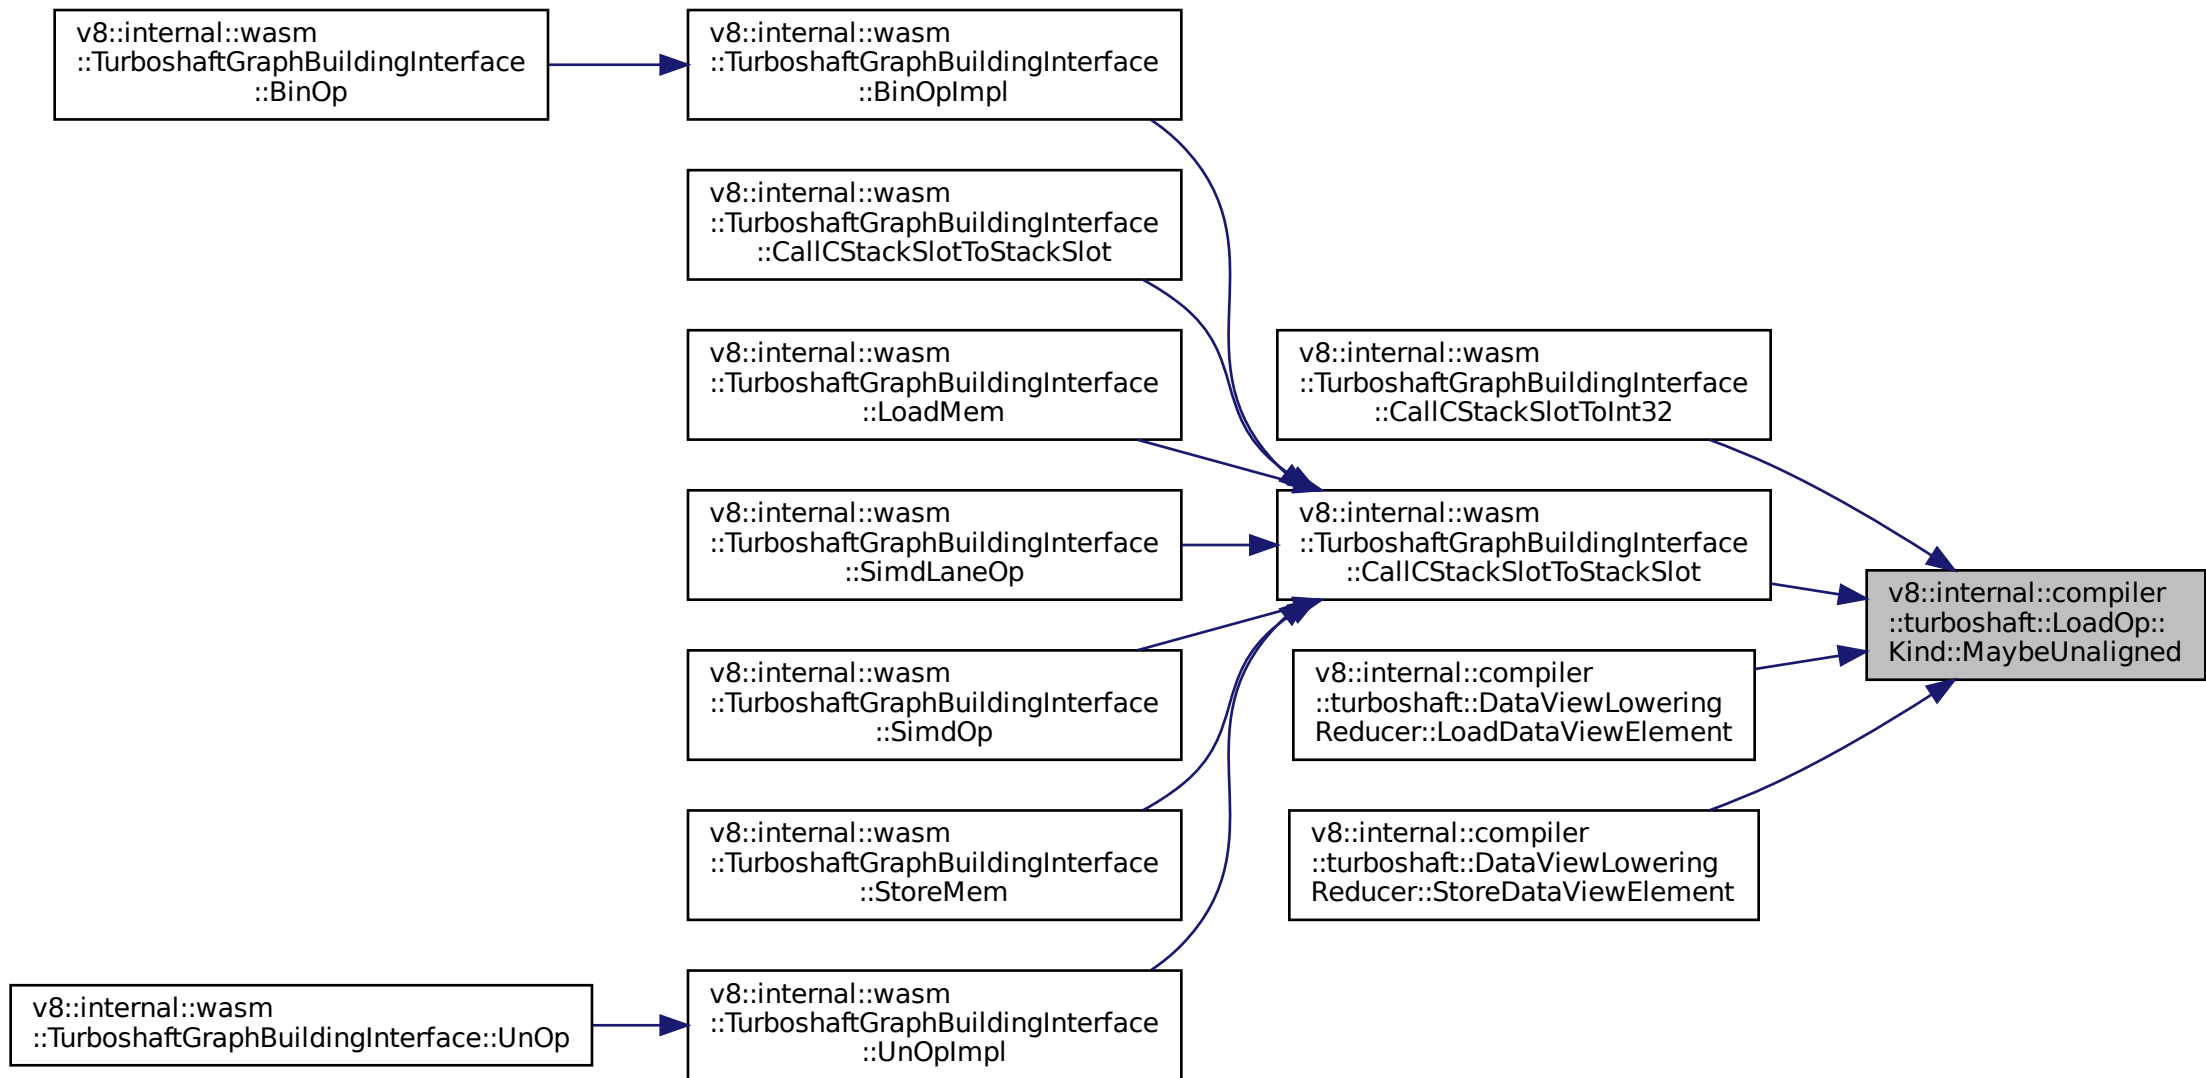 v8::internal::wasm
::TurboshaftGraphBuildingInterface
::BinOp
v8::internal::wasm
::TurboshaftGraphBuildingInterface
::BinOpImpl
v8::internal::wasm
::TurboshaftGraphBuildingInterface
::CallCStackSlotToStackSlot
v8::internal::wasm
::TurboshaftGraphBuildingInterface
::LoadMem
v8::internal::wasm
::TurboshaftGraphBuildingInterface
::CallCStackSlotToInt32
v8::internal::wasm
::TurboshaftGraphBuildingInterface
::SimdLaneOp
v8::internal::wasm
::TurboshaftGraphBuildingInterface
::CallCStackSlotToStackSlot
v8::internal::compiler
::turboshaft::LoadOp::
Kind::MaybeUnaligned
v8::internal::wasm
::TurboshaftGraphBuildingInterface
::SimdOp
v8::internal::compiler
::turboshaft::DataViewLowering
Reducer::LoadDataViewElement
v8::internal::wasm
::TurboshaftGraphBuildingInterface
::StoreMem
v8::internal::compiler
::turboshaft::DataViewLowering
Reducer::StoreDataViewElement
v8::internal::wasm
::TurboshaftGraphBuildingInterface::UnOp
v8::internal::wasm
::TurboshaftGraphBuildingInterface
::UnOpImpl